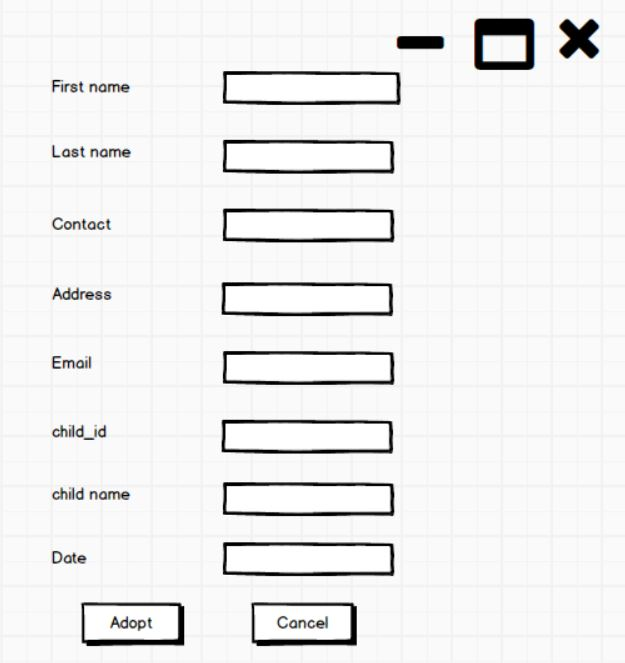 First name
Last name
Contact
Address
Email
child_id
child name
Date
Adopt Cancel